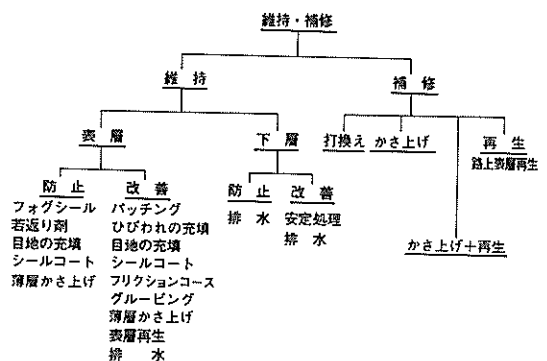 維持・補修
維持
補修
表層
下層
打換え
かさ上げ
再生
路上表層再生
かさ上げ+再生
防止
改善
防止
改善
フォグシール
若返り剤
目地の充填
シールコート
薄層かさ上げ
パッチング
ひびわれの充填
目地の充填
シールコート
フリクションコース
グルービング
薄層かさ上げ
表層再生
排水
排水
安定処理
排水